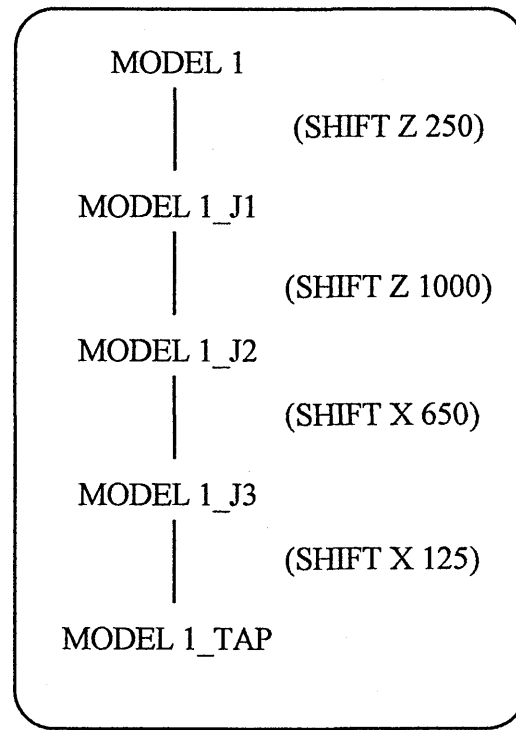 MODEL 1
(SHIFT Z 250)
MODEL 1_J1
(SHIFT Z 1000)
MODEL 1_J2
(SHIFT X 650)
MODEL 1_J3
(SHIFT X 125)
MODEL 1_TAP